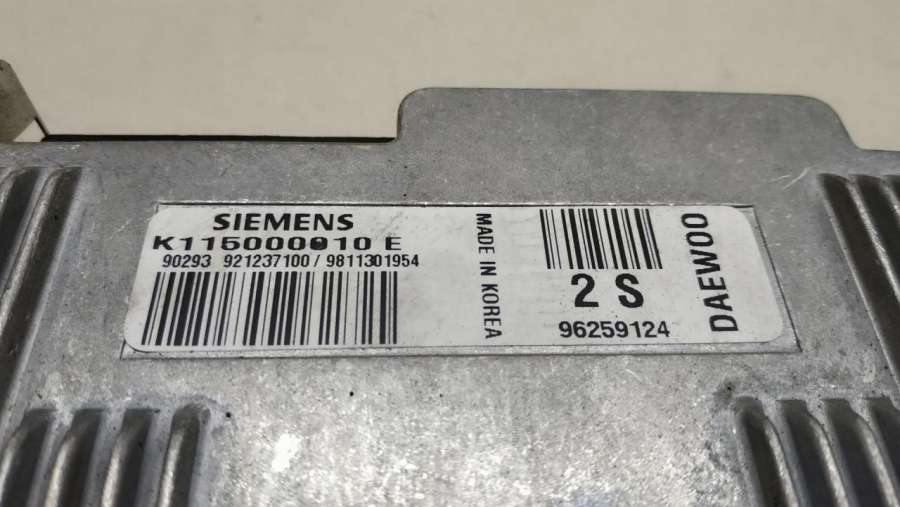 SIEMENS
K115000010 E
90293 921237100 / 9811301954
MADE IN KOREA
2 S
96259124
DAEWOO